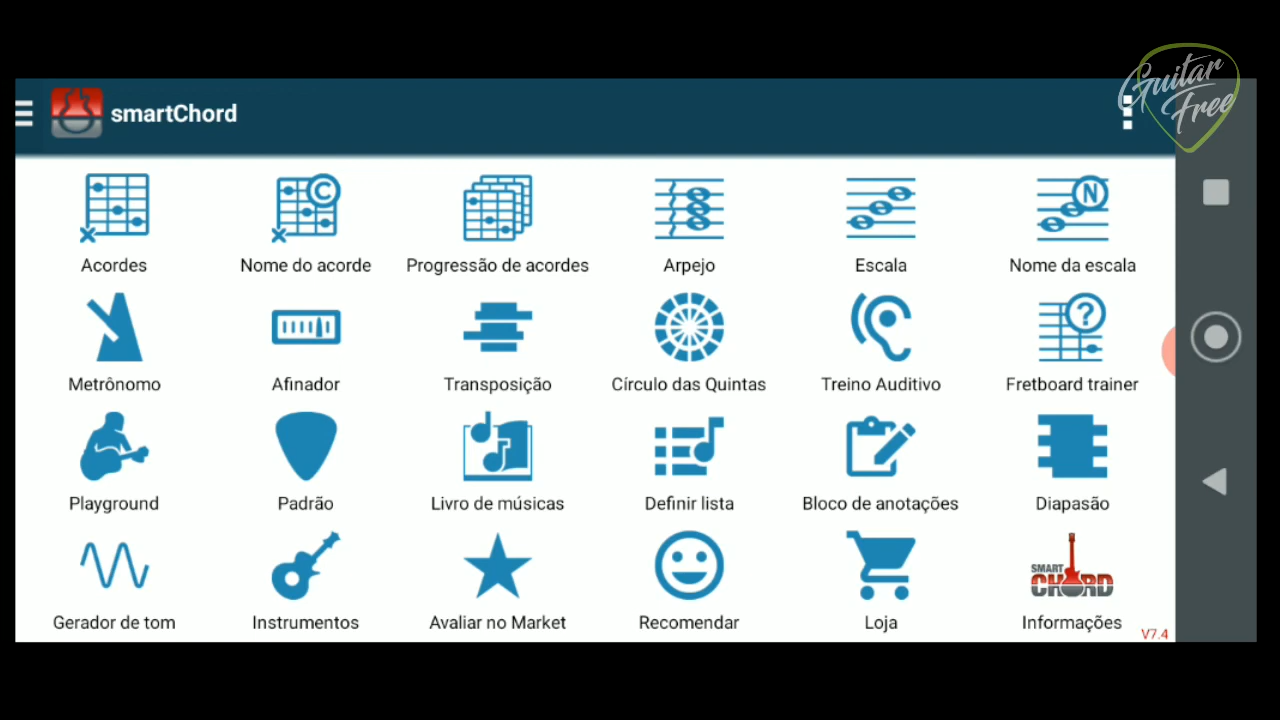 Guitar
Free
smartChord
C
N
Acordes
Nome do acorde
Progressão de acordes
Arpejo
Escala
Nome da escala
?
Metrônomo
Afinador
Transposição
Círculo das Quintas
Treino Auditivo
Fretboard trainer
Playground
Padrão
Livro de músicas
Definir lista
Bloco de anotações
Diapasão
SMART
CHORD
Gerador de tom
Instrumentos
Avaliar no Market
Recomendar
Loja
Informações
V7.4